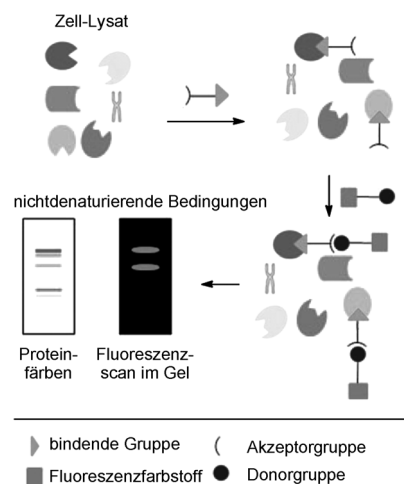 Zell-Lysat
nichtdenaturierende Bedingungen
Protein-
färben
Fluoreszenz-
scan im Gel
bindende Gruppe
Akzeptorgruppe
Fluoreszenzfarbstoff
Donorgruppe